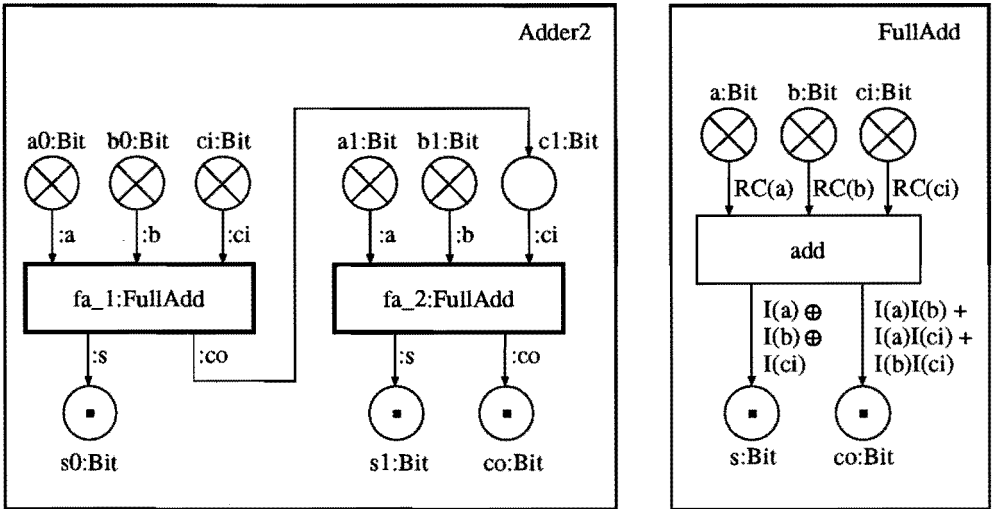 Adder2
a0:Bit b0:Bit ci:Bit a1:Bit b1:Bit c1:Bit
:a :b :ci :a :b :ci
fa_1:FullAdd fa_2:FullAdd
:s :co :s :co
s0:Bit s1:Bit co:Bit
FullAdd
a:Bit b:Bit ci:Bit
RC(a) RC(b) RC(ci)
add
I(a) ⊕ I(a)I(b) +
I(b) ⊕ I(a)I(ci) +
I(ci) I(b)I(ci)
s:Bit co:Bit